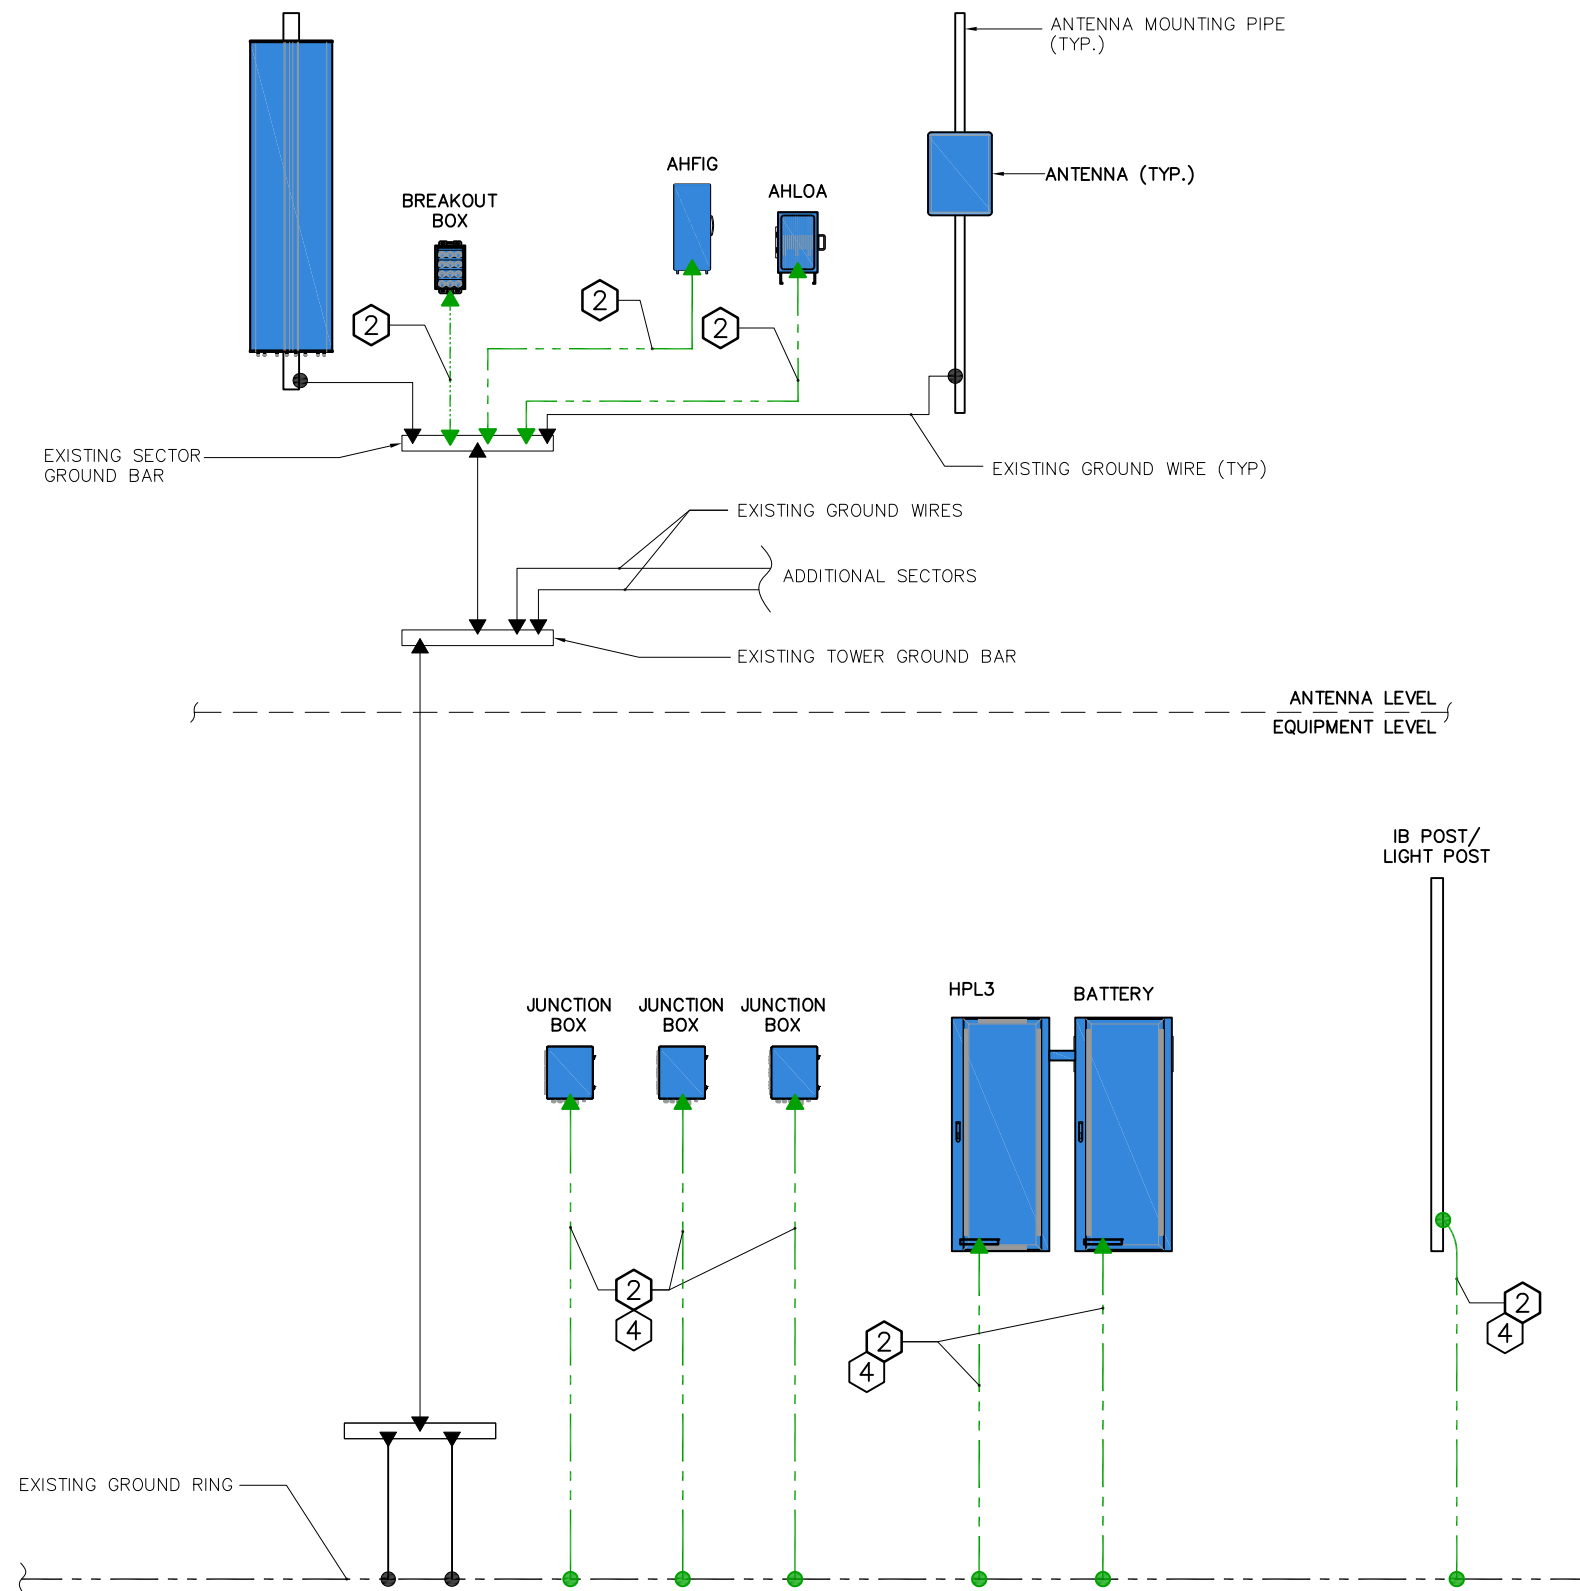 ANTENNA MOUNTING PIPE
(TYP.)
AHFIG
ANTENNA (TYP.)
AHLOA
BREAKOUT
BOX
2
2
2
EXISTING SECTOR
GROUND BAR
EXISTING GROUND WIRE (TYP)
EXISTING GROUND WIRES
ADDITIONAL SECTORS
EXISTING TOWER GROUND BAR
ANTENNA LEVEL
EQUIPMENT LEVEL
IB POST/
LIGHT POST
HPL3
BATTERY
JUNCTION
BOX
JUNCTION
BOX
JUNCTION
BOX
2
4
2
4
2
4
EXISTING GROUND RING